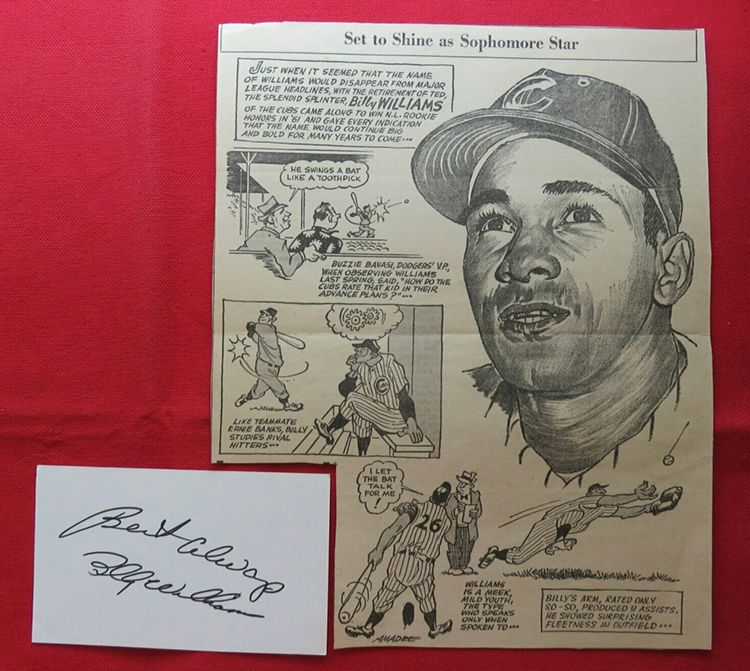 Set to Shine as Sophomore Star
JUST WHEN IT SEEMED THAT THE NAME
OF WILLIAMS WOULD DISAPPEAR FROM MAJOR
LEAGUE HEADLINES, WITH THE RETIREMENT OF TED,
THE SPLENDID SPLINTER, Billy WILLIAMS
OF THE CUBS CAME ALONG TO WIN N.L. ROOKIE
HONORS IN '61 AND GAVE EVERY INDICATION
THAT THE NAME WOULD CONTINUE BIG
AND BOLD FOR MANY YEARS TO COME...
C
HE SWINGS A BAT
LIKE A TOOTHPICK
BUZZIE BAVASI, DODGERS' V.P.,
WHEN OBSERVING WILLIAMS
LAST SPRING, SAID, "HOW DO THE
CUBS RATE THAT KID IN THEIR
ADVANCE PLANS?"...
C
LIKE TEAMMATE
ERNIE BANKS, BILLY
STUDIES RIVAL
HITTERS...
I LET
THE BAT
TALK
FOR ME!
26
WILLIAMS
IS A MEEK,
MILD YOUTH,
THE TYPE
WHO SPEAKS
ONLY WHEN
SPOKEN TO...
BILLY'S ARM, RATED ONLY
SO-SO, PRODUCED 9 ASSISTS.
HE SHOWED SURPRISING
FLEETNESS IN OUTFIELD...
AMADEE
Best Always
Billy Williams